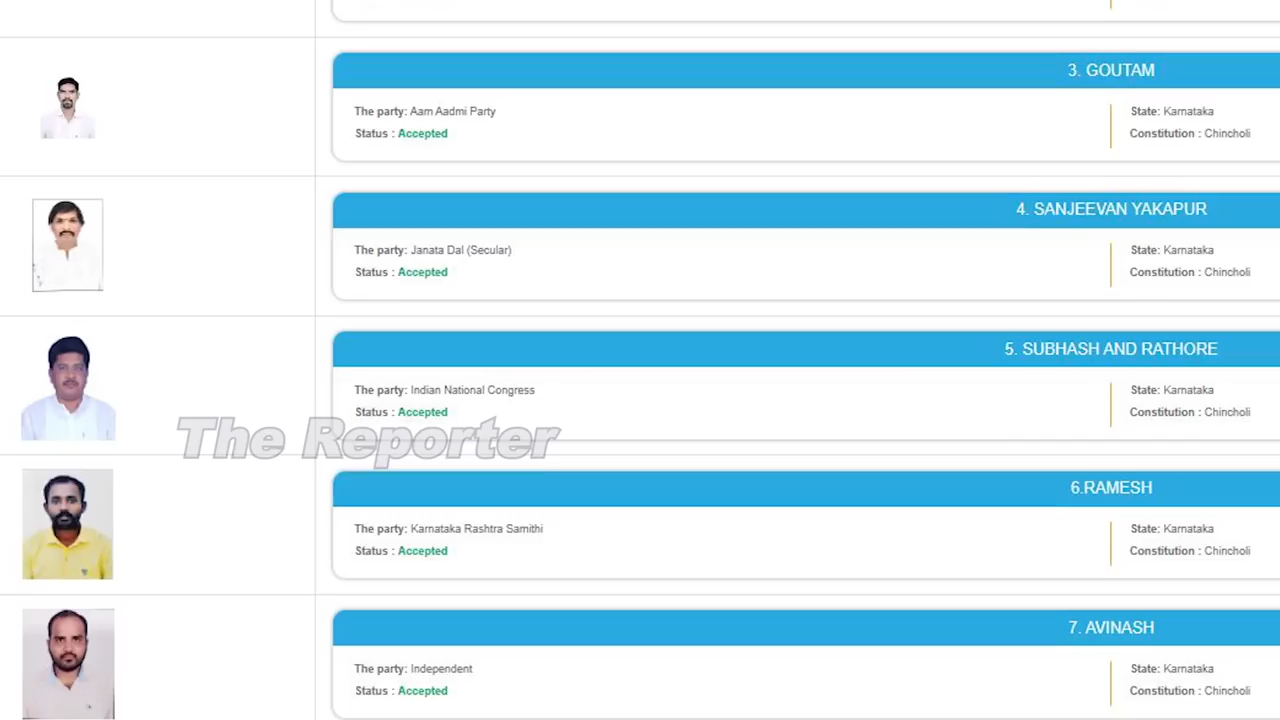 3. GOUTAM
The party: Aam Aadmi Party
State: Karnataka
Status : Accepted
Constitution : Chincholi
4. SANJEEVAN YAKAPUR
The party: Janata Dal (Secular)
State: Karnataka
Status : Accepted
Constitution : Chincholi
5. SUBHASH AND RATHORE
The party: Indian National Congress
State: Karnataka
Status : Accepted
Constitution : Chincholi
The Reporter
6.RAMESH
The party: Karnataka Rashtra Samithi
State: Karnataka
Status : Accepted
Constitution : Chincholi
7. AVINASH
The party: Independent
State: Karnataka
Status : Accepted
Constitution : Chincholi